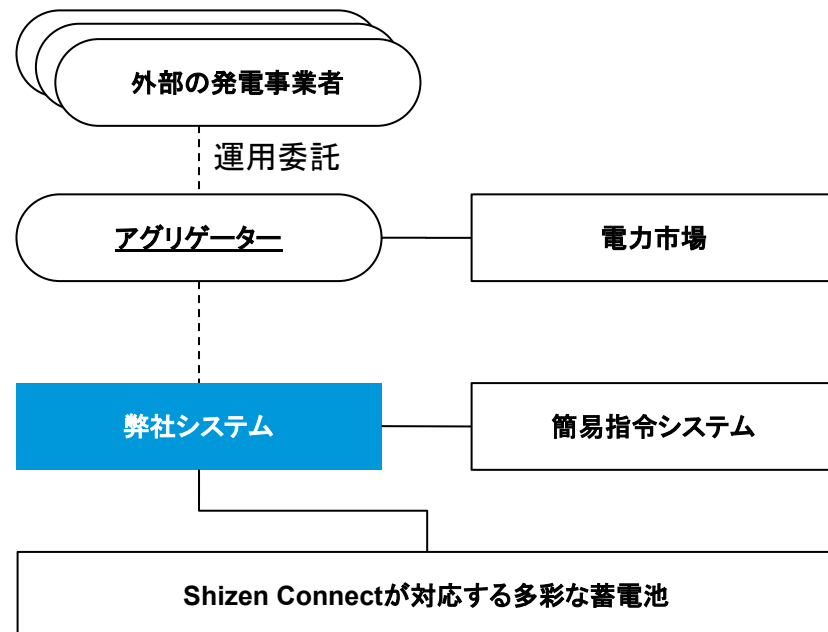 外部の発電事業者
運用委託
アグリゲーター
電力市場
弊社システム
簡易指令システム
Shizen Connectが対応する多彩な蓄電池